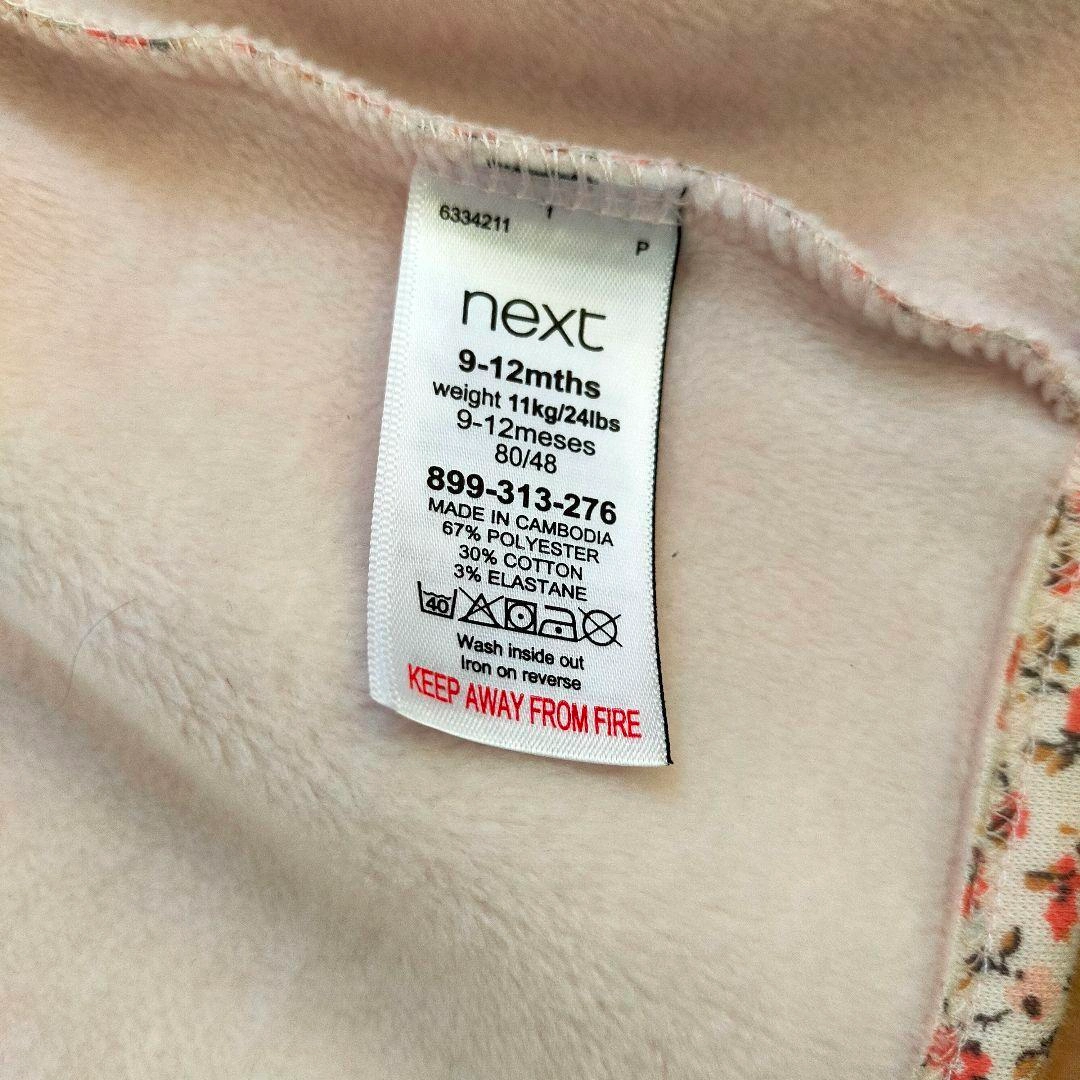 6334211
1
P
next
9-12mths
weight 11kg/24lbs
9-12meses
80/48
899-313-276
MADE IN CAMBODIA
67% POLYESTER
30% COTTON
3% ELASTANE
40
Wash inside out
Iron on reverse
KEEP AWAY FROM FIRE